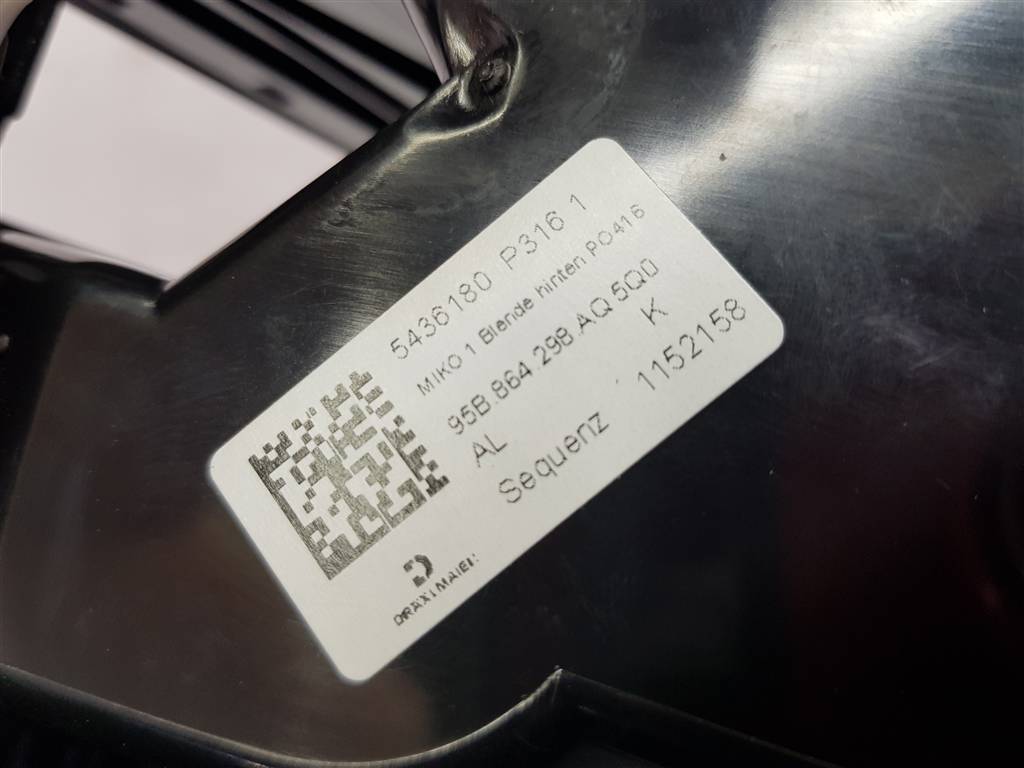 5436180 P316 1
MIKO 1 Blende hinten PO416
95B.864.298.AQ 5Q0
AL K
Sequenz 1152158
DRÄXLMAIER